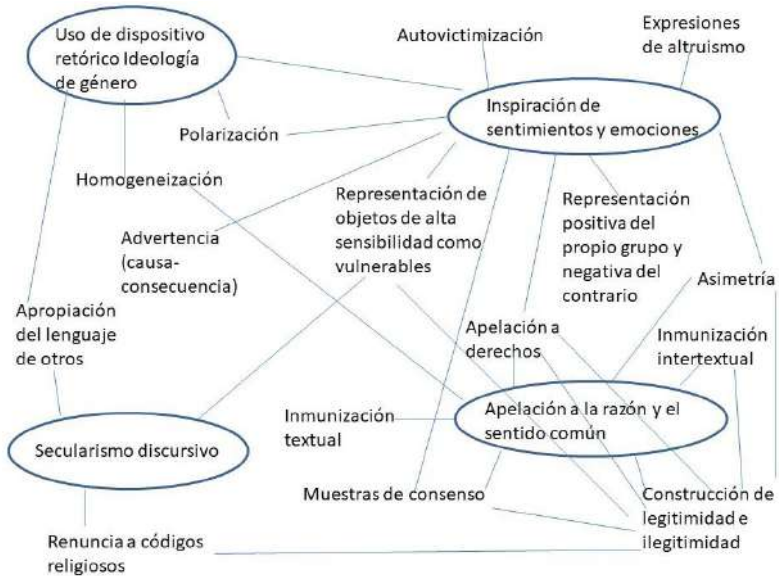 Uso de dispositivo
retórico Ideología
de género
Autovictimización
Expresiones
de altruismo
Inspiración de
sentimientos y emociones
Polarización
Homogeneización
Representación de
objetos de alta
sensibilidad como
vulnerables
Representación
positiva del
propio grupo y
negativa del
contrario
Advertencia
(causa-
consecuencia)
Asimetría
Apropiación
del lenguaje
de otros
Apelación a
derechos
Inmunización
intertextual
Inmunización
textual
Apelación a la razón y el
sentido común
Secularismo discursivo
Muestras de consenso
Construcción de
legitimidad e
ilegitimidad
Renuncia a códigos
religiosos